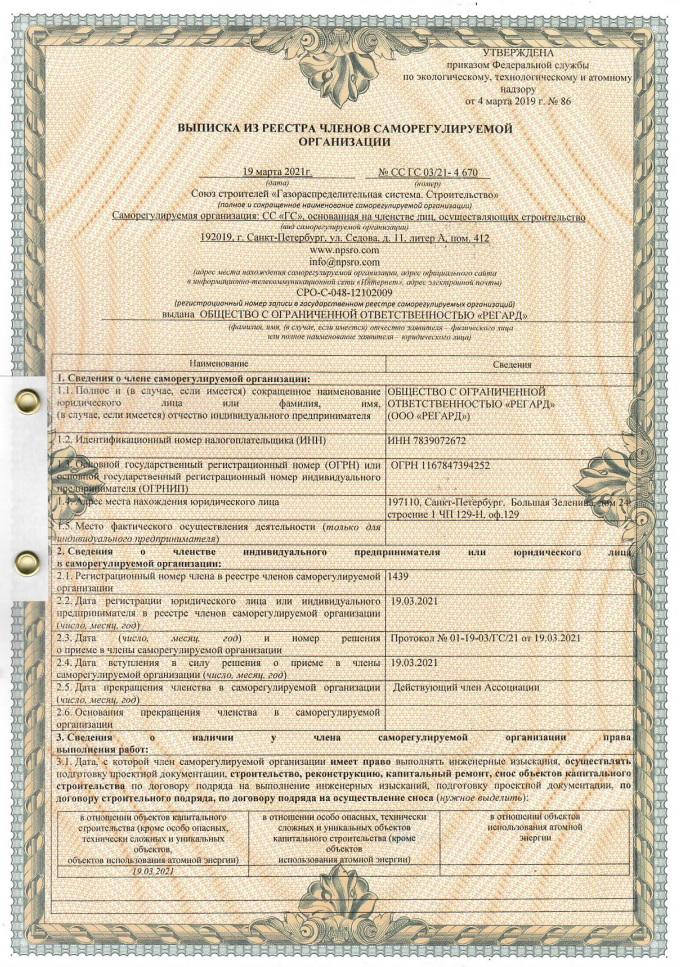 УТВЕРЖДЕНА
приказом Федеральной службы
по экологическому, технологическому и атомному
надзору
от 4 марта 2019 г. № 86
ВЫПИСКА ИЗ РЕЕСТРА ЧЛЕНОВ САМОРЕГУЛИРУЕМОЙ
ОРГАНИЗАЦИИ
19 марта 2021г. № СС ГС 03/21- 4 670
(дата) (номер)
Союз строителей «Газораспределительная система. Строительство»
(полное и сокращенное наименование саморегулируемой организации)
Саморегулируемая организация: СС «ГС», основанная на членстве лиц, осуществляющих строительство
(вид саморегулируемой организации)
192019, г. Санкт-Петербург, ул. Седова, д. 11, литер А, пом. 412
www.npsro.com
info@npsro.com
(адрес места нахождения саморегулируемой организации, адрес официального сайта
в информационно-телекоммуникационной сети «Интернет», адрес электронной почты)
СРО-С-048-12102009
(регистрационный номер записи в государственном реестре саморегулируемых организаций)
выдана ОБЩЕСТВО С ОГРАНИЧЕННОЙ ОТВЕТСТВЕННОСТЬЮ «РЕГАРД»
(фамилия, имя, (в случае, если имеется) отчество заявителя – физического лица
или полное наименование заявителя – юридического лица)
Наименование Сведения
1. Сведения о члене саморегулируемой организации:
1.1. Полное и (в случае, если имеется) сокращенное наименование
юридического лица или фамилия, имя,
(в случае, если имеется) отчество индивидуального предпринимателя
ОБЩЕСТВО С ОГРАНИЧЕННОЙ
ОТВЕТСТВЕННОСТЬЮ «РЕГАРД»
(ООО «РЕГАРД»)
1.2. Идентификационный номер налогоплательщика (ИНН) ИНН 7839072672
1.3. Основной государственный регистрационный номер (ОГРН) или
основной государственный регистрационный номер индивидуального
предпринимателя (ОГРНИП)
ОГРН 1167847394252
1.4. Адрес места нахождения юридического лица
197110, Санкт-Петербург, Большая Зеленина, дом 24
строение 1 ЧП 129-Н, оф.129
1.5. Место фактического осуществления деятельности (только для
индивидуального предпринимателя)
2. Сведения о членстве индивидуального предпринимателя или юридического лица
в саморегулируемой организации:
2.1. Регистрационный номер члена в реестре членов саморегулируемой
организации
1439
2.2. Дата регистрации юридического лица или индивидуального
предпринимателя в реестре членов саморегулируемой организации
(число, месяц, год)
19.03.2021
2.3. Дата (число, месяц, год) и номер решения
о приеме в члены саморегулируемой организации
Протокол № 01-19-03/ГС/21 от 19.03.2021
2.4. Дата вступления в силу решения о приеме в члены
саморегулируемой организации (число, месяц, год)
19.03.2021
2.5. Дата прекращения членства в саморегулируемой организации
(число, месяц, год)
Действующий член Ассоциации
2.6. Основания прекращения членства в саморегулируемой
организации
3. Сведения о наличии у члена саморегулируемой организации права
выполнения работ:
3.1. Дата, с которой член саморегулируемой организации имеет право выполнять инженерные изыскания, осуществлять
подготовку проектной документации, строительство, реконструкцию, капитальный ремонт, снос объектов капитального
строительства по договору подряда на выполнение инженерных изысканий, подготовку проектной документации, по
договору строительного подряда, по договору подряда на осуществление сноса (нужное выделить):
в отношении объектов капитального
строительства (кроме особо опасных,
технически сложных и уникальных
объектов,
объектов использования атомной энергии)
в отношении особо опасных, технически
сложных и уникальных объектов
капитального строительства (кроме
объектов
использования атомной энергии)
в отношении объектов
использования атомной
энергии
19.03.2021